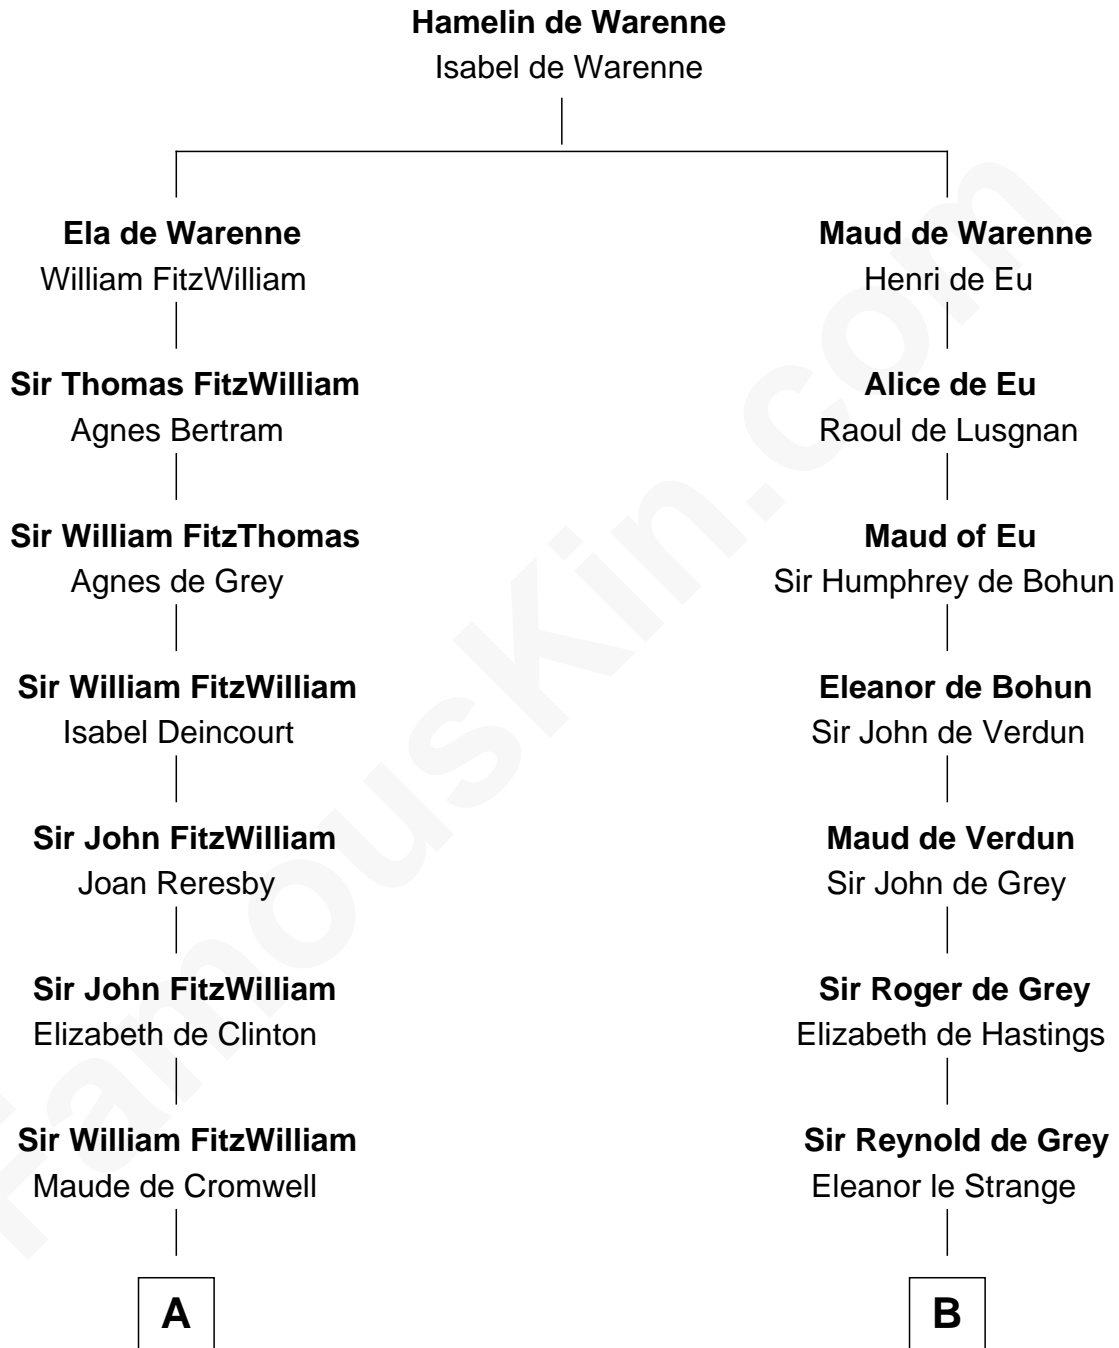 Hamelin de Warenne
Isabel de Warenne
Ela de Warenne
William FitzWilliam
Maud de Warenne
Henri de Eu
Sir Thomas FitzWilliam
Agnes Bertram
Alice de Eu
Raoul de Lusgnan
Sir William FitzThomas
Agnes de Grey
Maud of Eu
Sir Humphrey de Bohun
Sir William FitzWilliam
Isabel Deincourt
Eleanor de Bohun
Sir John de Verdun
Sir John FitzWilliam
Joan Reresby
Maud de Verdun
Sir John de Grey
Sir John FitzWilliam
Elizabeth de Clinton
Sir Roger de Grey
Elizabeth de Hastings
Sir William FitzWilliam
Maude de Cromwell
Sir Reynold de Grey
Eleanor le Strange
A
B
FamousKin.com